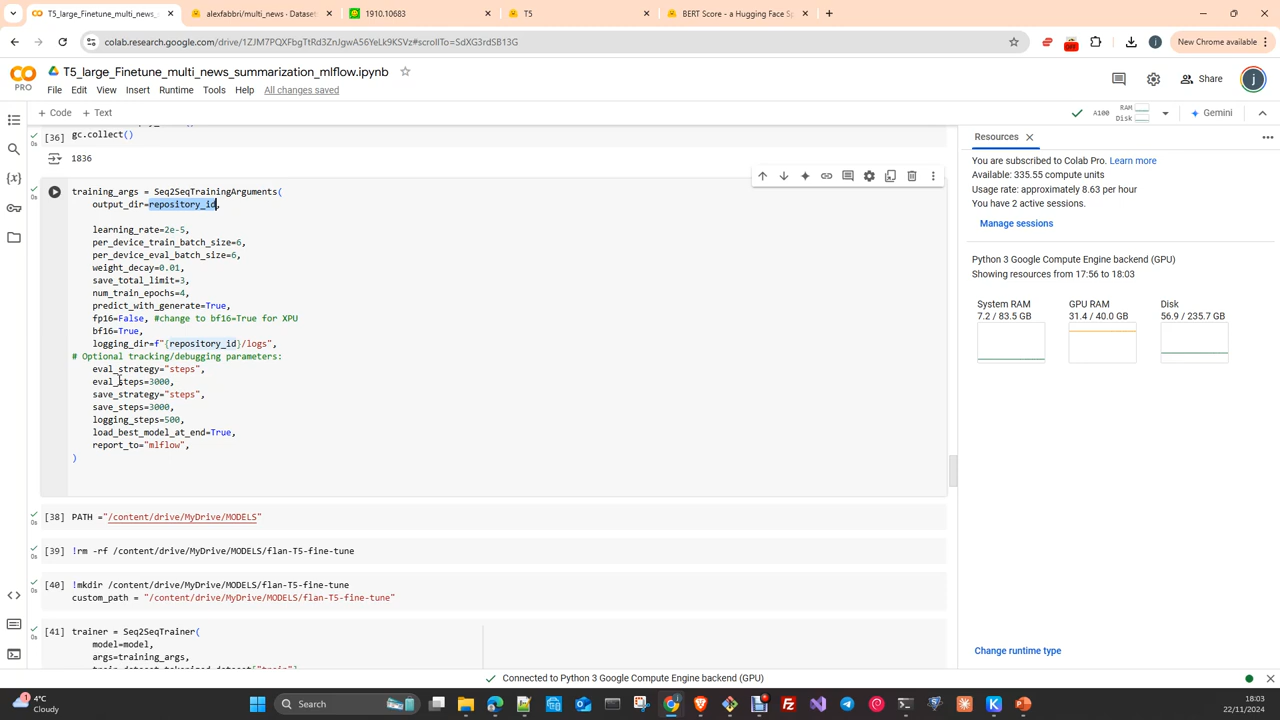 T5_large_Finetune_multi_news_s
alexfabbri/multi_news · Dataset
1910.10683
T5
BERT Score - a Hugging Face Sp
colab.research.google.com/drive/1ZJM7PQXFbgTtRd3ZnJgwA56YeLk9KSVz#scrollTo=SdXG3rdSB13G
New Chrome available
T5_large_Finetune_multi_news_summarization_mlflow.ipynb
PRO
File Edit View Insert Runtime Tools Help All changes saved
Share
+ Code + Text
A100 RAM Disk
Gemini
[36] gc.collect()
1836
training_args = Seq2SeqTrainingArguments(
output_dir=repository_id,
learning_rate=2e-5,
per_device_train_batch_size=6,
per_device_eval_batch_size=6,
weight_decay=0.01,
save_total_limit=3,
num_train_epochs=4,
predict_with_generate=True,
fp16=False, #change to bf16=True for XPU
bf16=True,
logging_dir=f"{repository_id}/logs",
# Optional tracking/debugging parameters:
eval_strategy="steps",
eval_steps=3000,
save_strategy="steps",
save_steps=3000,
logging_steps=500,
load_best_model_at_end=True,
report_to="mlflow",
)
[38] PATH ="/content/drive/MyDrive/MODELS"
[39] !rm -rf /content/drive/MyDrive/MODELS/flan-T5-fine-tune
[40] !mkdir /content/drive/MyDrive/MODELS/flan-T5-fine-tune
custom_path = "/content/drive/MyDrive/MODELS/flan-T5-fine-tune"
[41] trainer = Seq2SeqTrainer(
model=model,
args=training_args,
Resources
You are subscribed to Colab Pro. Learn more
Available: 335.55 compute units
Usage rate: approximately 8.63 per hour
You have 2 active sessions.
Manage sessions
Python 3 Google Compute Engine backend (GPU)
Showing resources from 17:56 to 18:03
System RAM
7.2 / 83.5 GB
GPU RAM
31.4 / 40.0 GB
Disk
56.9 / 235.7 GB
Change runtime type
Connected to Python 3 Google Compute Engine backend (GPU)
4°C
Cloudy
Search
18:03
22/11/2024